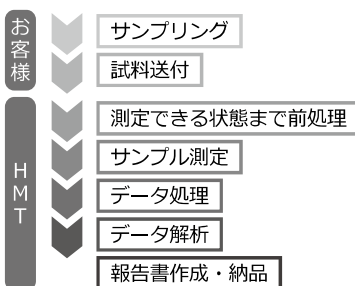 お客様
サンプリング
試料送付
HMT
測定できる状態まで前処理
サンプル測定
データ処理
データ解析
報告書作成・納品